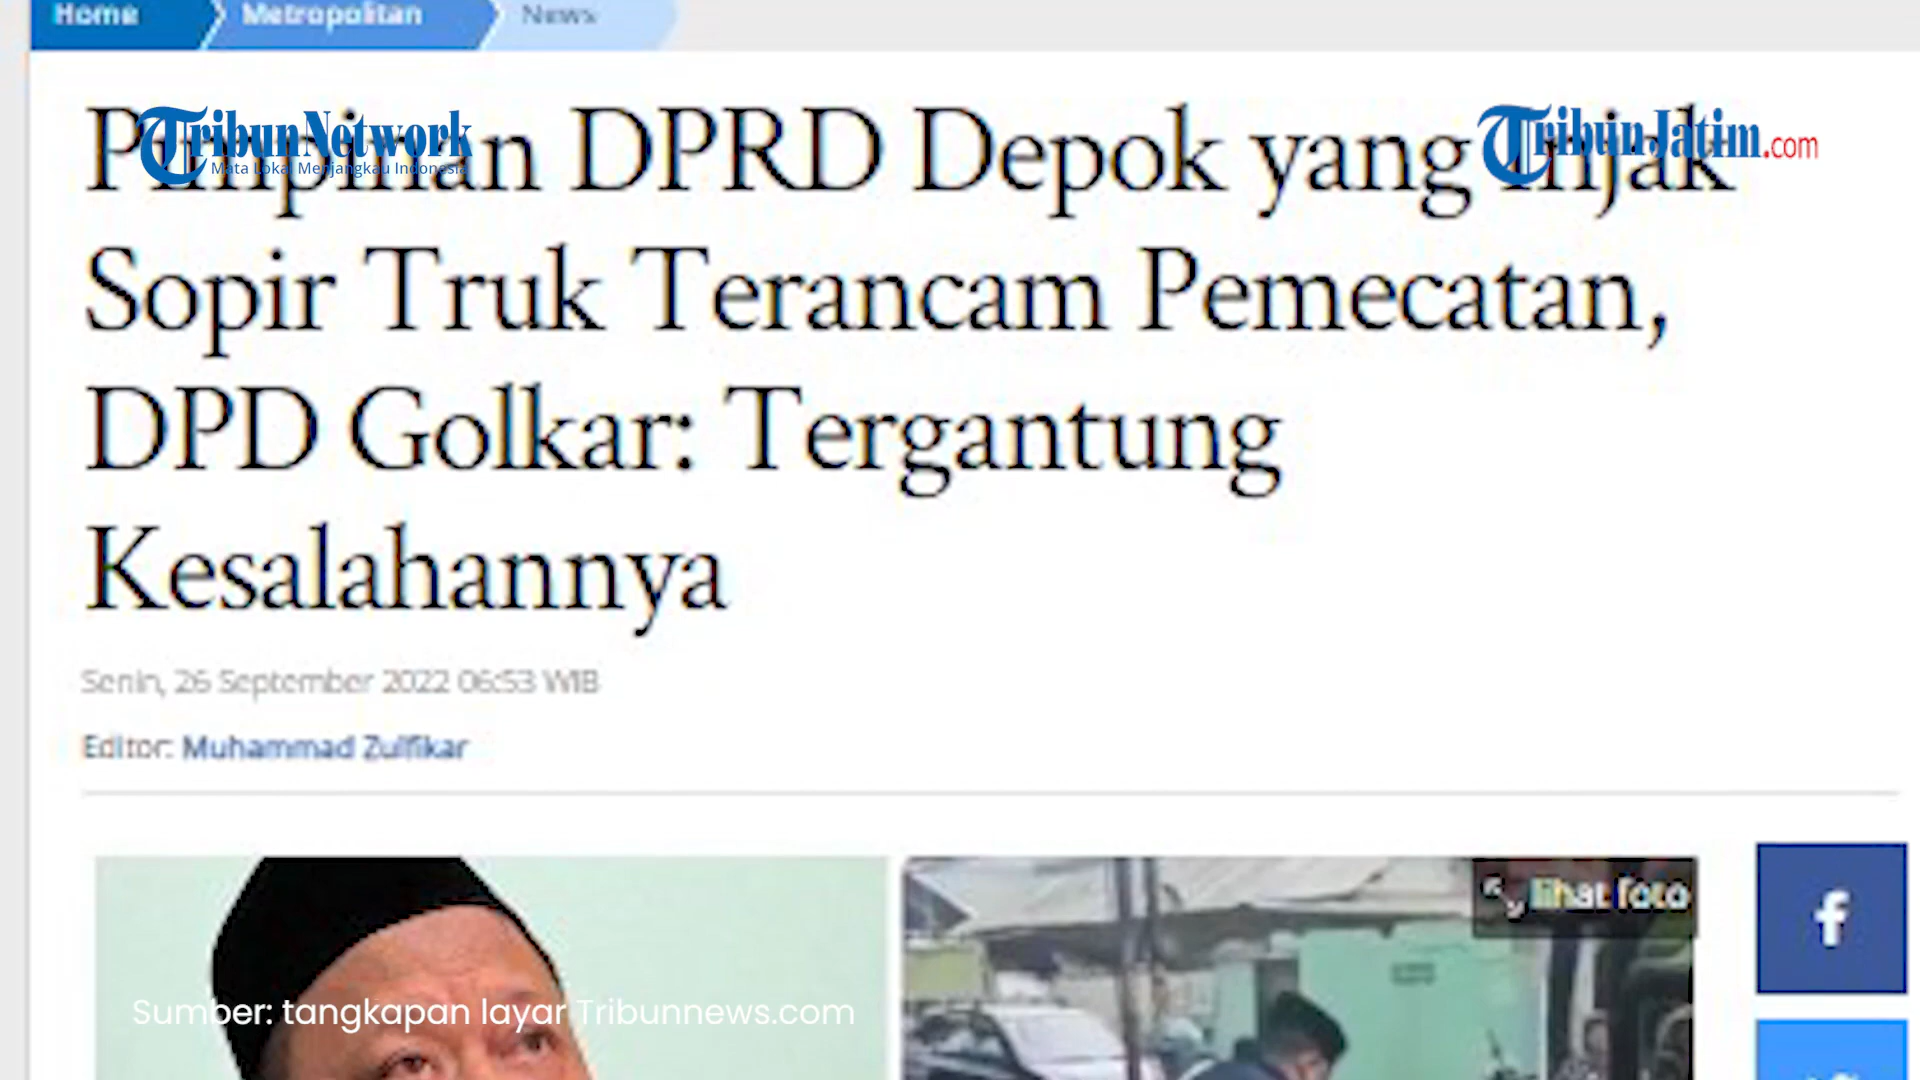 Home Metropolitan News
TribunNetwork
Mata Lokal Menjangkau Indonesia
TribunJatim.com
Pimpinan DPRD Depok yang Injak
Sopir Truk Terancam Pemecatan,
DPD Golkar: Tergantung
Kesalahannya
Senin, 26 September 2022 06:53 WIB
Editor: Muhammad Zulfikar
lihat foto
f
Sumber: tangkapan layar Tribunnews.com